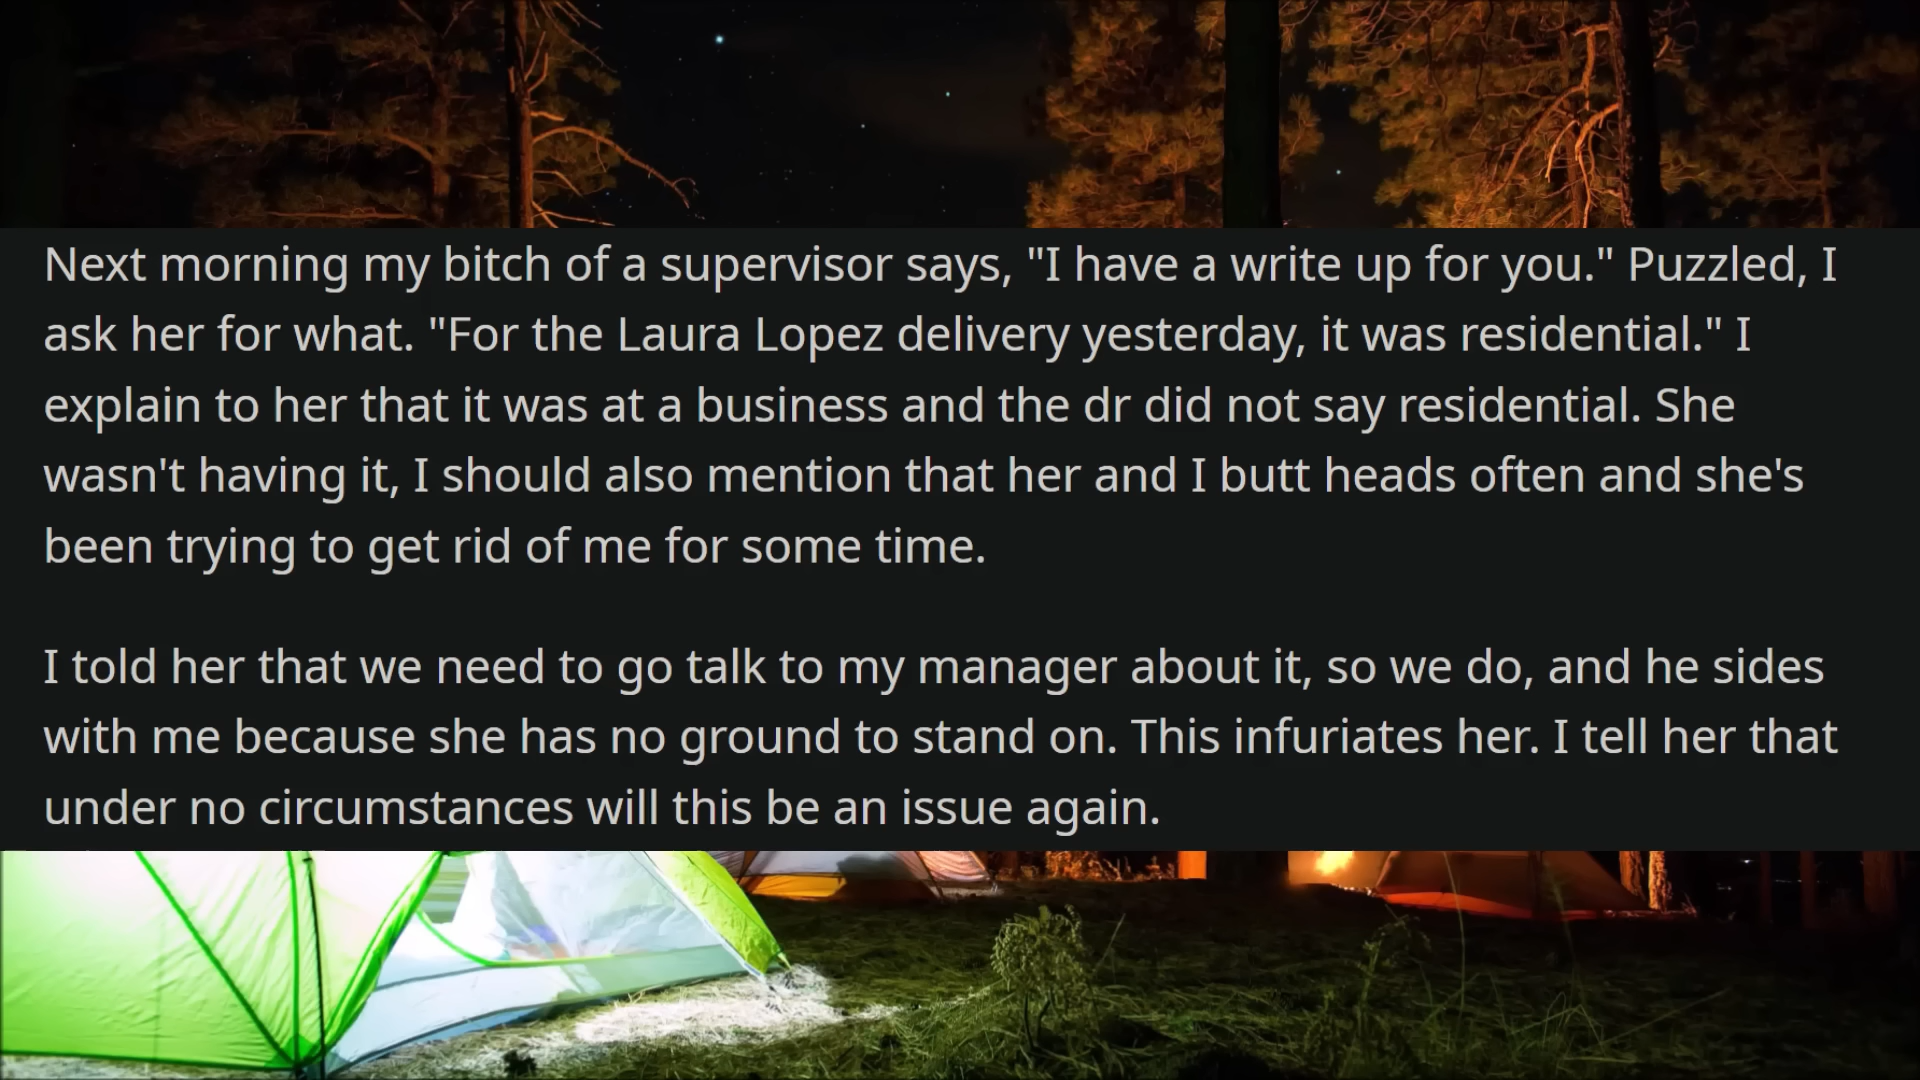 Next morning my bitch of a supervisor says, "I have a write up for you." Puzzled, I
ask her for what. "For the Laura Lopez delivery yesterday, it was residential." I
explain to her that it was at a business and the dr did not say residential. She
wasn't having it, I should also mention that her and I butt heads often and she's
been trying to get rid of me for some time.
I told her that we need to go talk to my manager about it, so we do, and he sides
with me because she has no ground to stand on. This infuriates her. I tell her that
under no circumstances will this be an issue again.